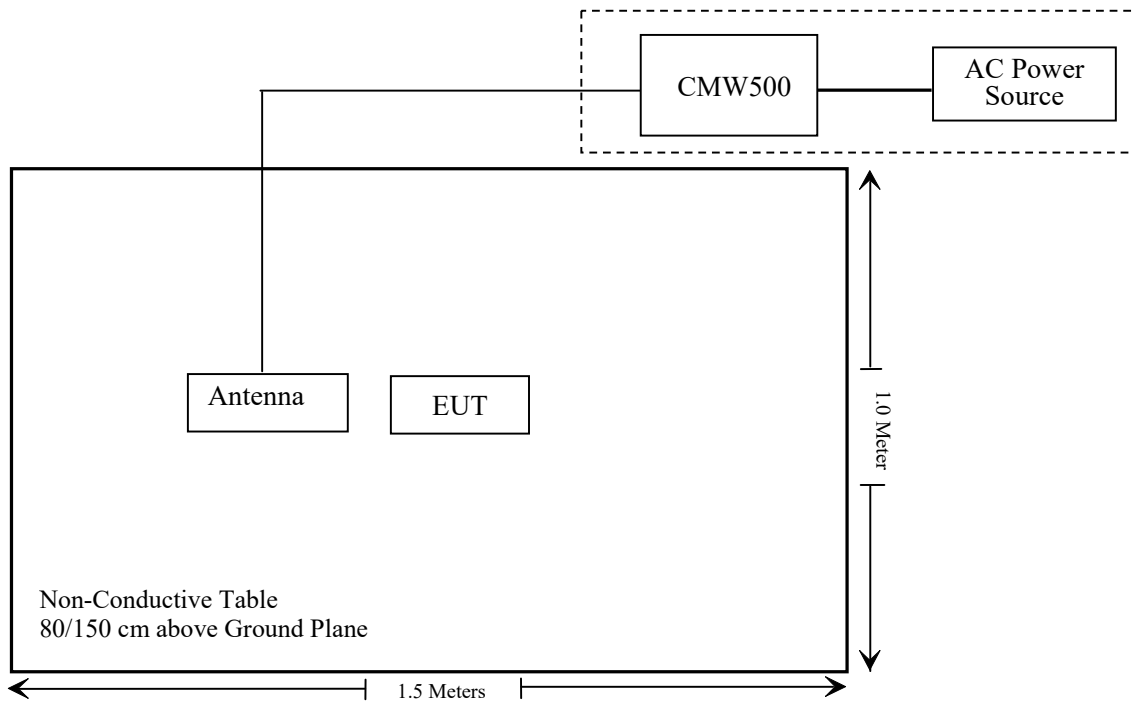 CMW500
AC Power
Source
Antenna
EUT
1.0 Meter
Non-Conductive Table
80/150 cm above Ground Plane
1.5 Meters